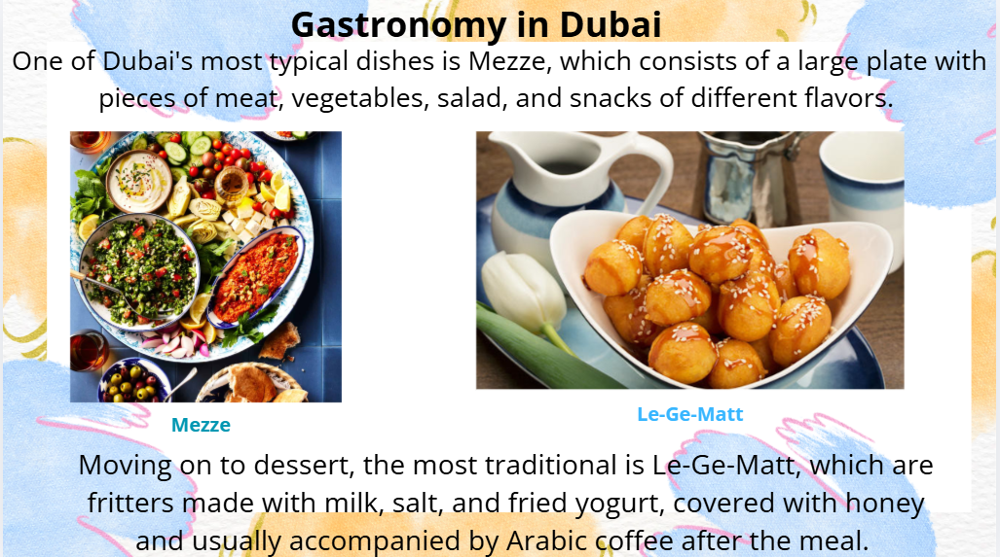 Gastronomy in Dubai
One of Dubai's most typical dishes is Mezze, which consists of a large plate with
pieces of meat, vegetables, salad, and snacks of different flavors.
Mezze
Le-Ge-Matt
Moving on to dessert, the most traditional is Le-Ge-Matt, which are
fritters made with milk, salt, and fried yogurt, covered with honey
and usually accompanied by Arabic coffee after the meal.